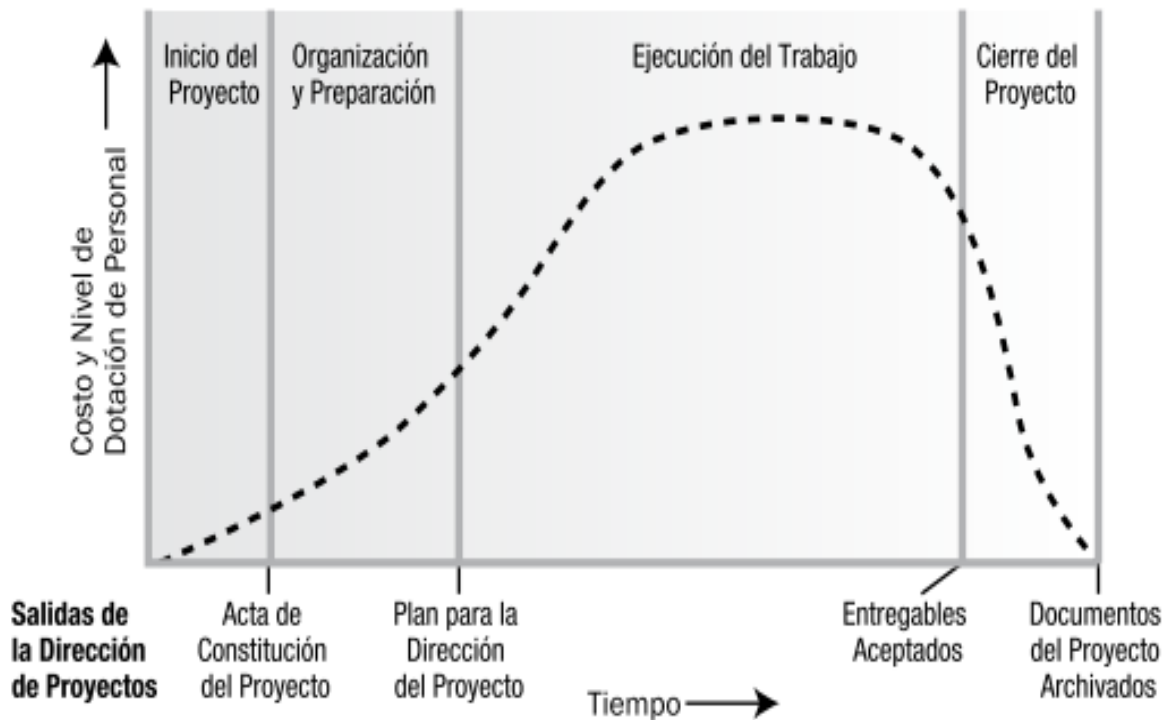 Inicio del
Proyecto
Organización
y Preparación
Ejecución del Trabajo
Cierre del
Proyecto
Costo y Nivel de
Dotación de Personal
Salidas de
la Dirección
de Proyectos
Acta de
Constitución
del Proyecto
Plan para la
Dirección
del Proyecto
Entregables
Aceptados
Documentos
del Proyecto
Archivados
Tiempo